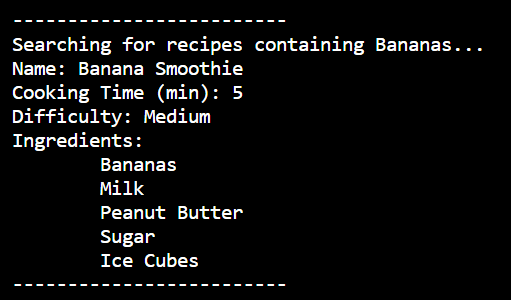 -------------------------
Searching for recipes containing Bananas...
Name: Banana Smoothie
Cooking Time (min): 5
Difficulty: Medium
Ingredients:
        Bananas
        Milk
        Peanut Butter
        Sugar
        Ice Cubes
-------------------------